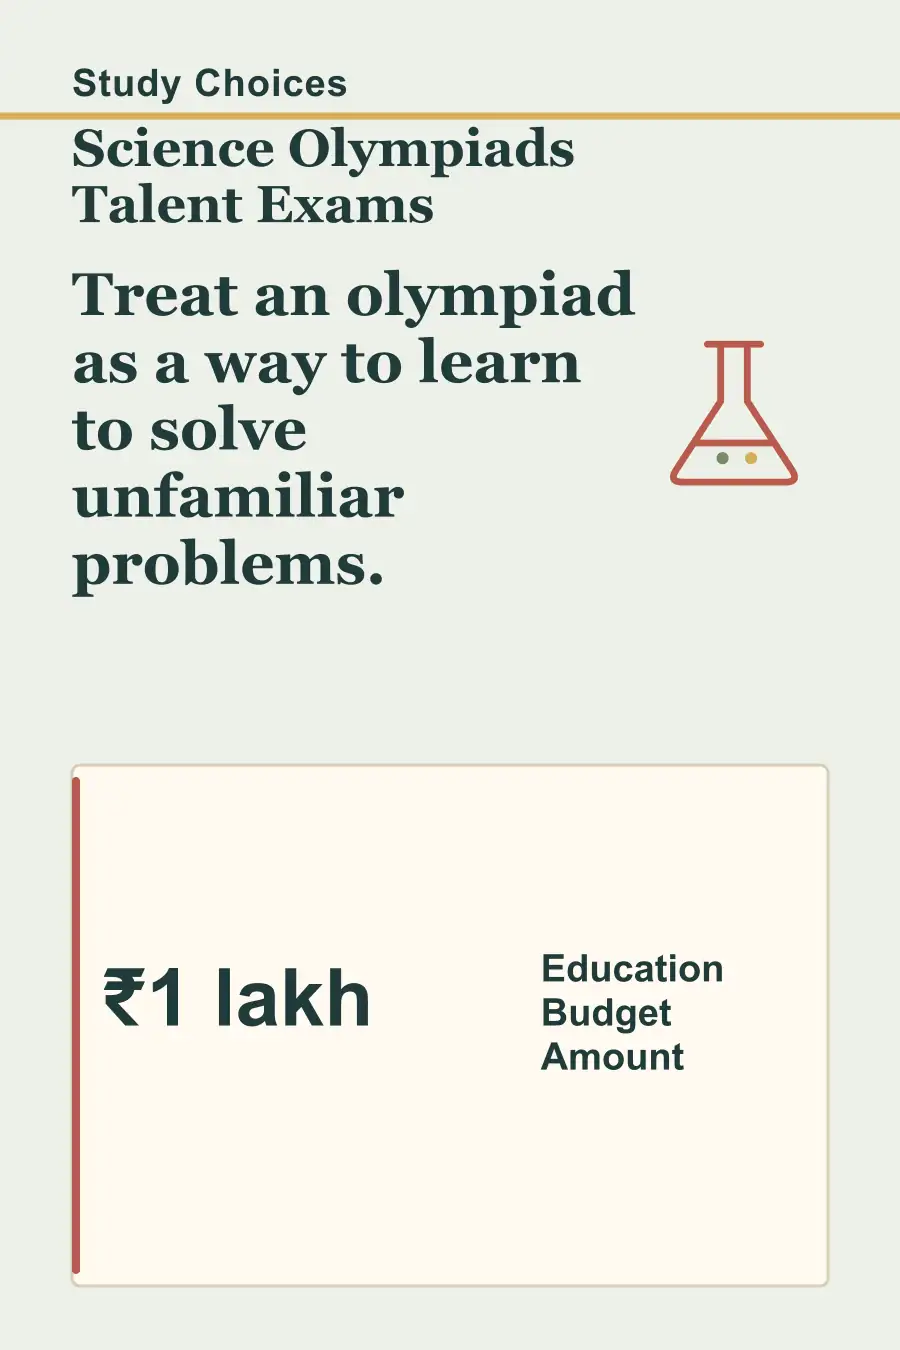 Study Choices
Science Olympiads
Talent Exams
Treat an olympiad
as a way to learn
to solve
unfamiliar
problems.
₹1 lakh
Education
Budget
Amount